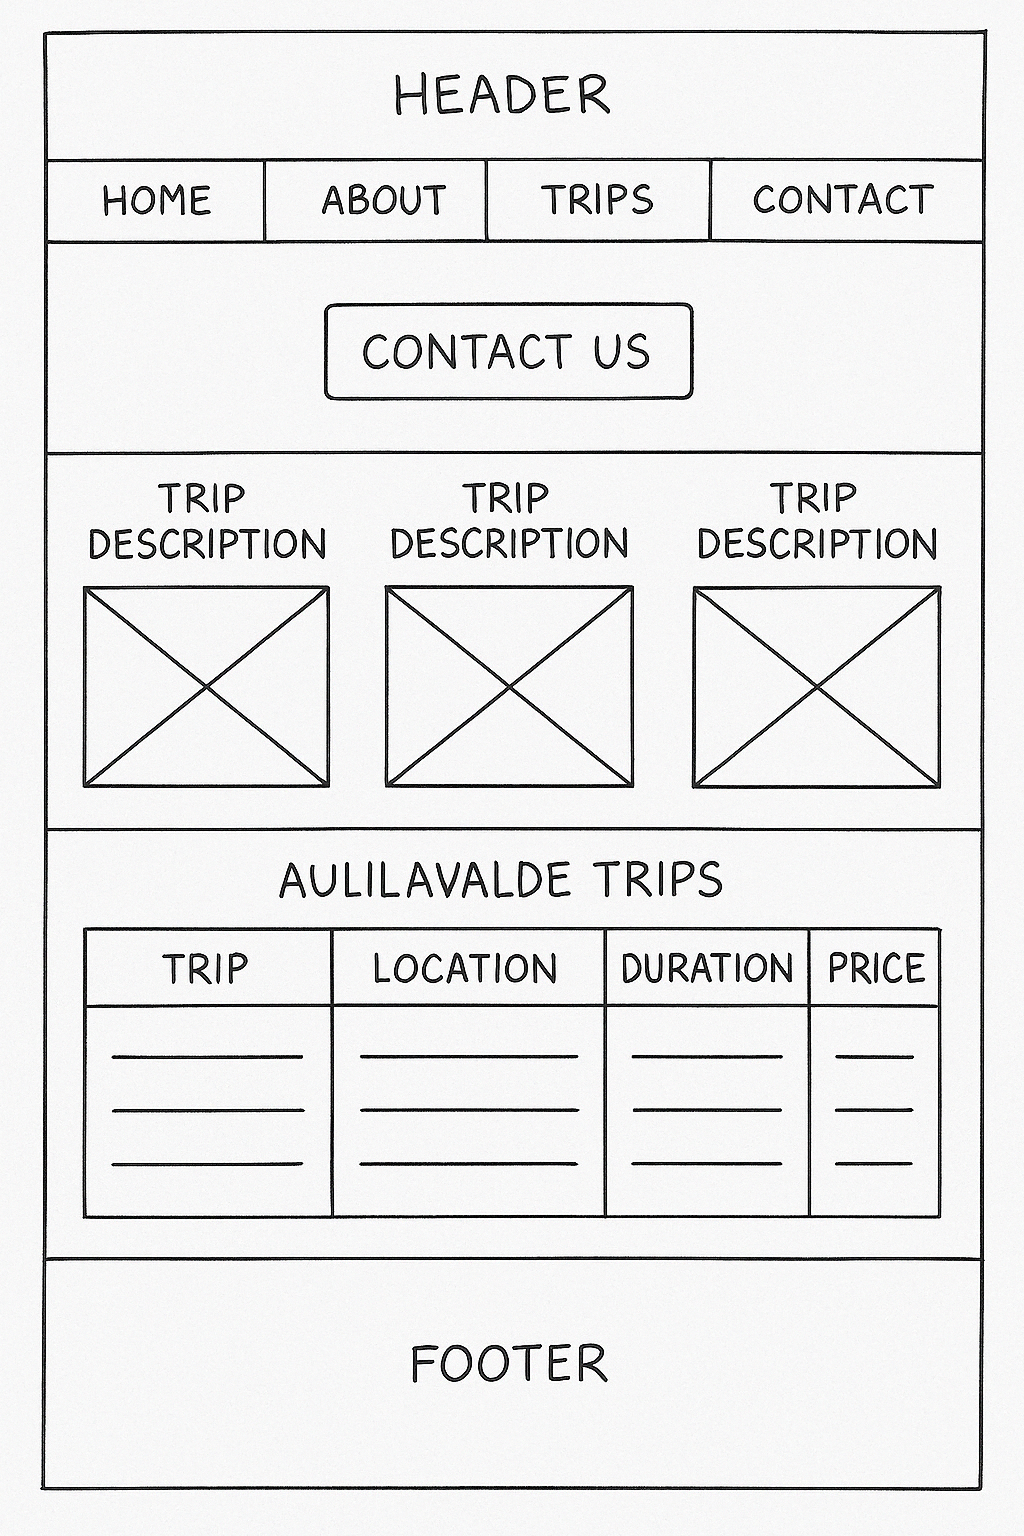 HEADER
HOME ABOUT TRIPS CONTACT
CONTACT US
TRIP DESCRIPTION
TRIP DESCRIPTION
TRIP DESCRIPTION
AULILAVALDE TRIPS
TRIP LOCATION DURATION PRICE
FOOTER